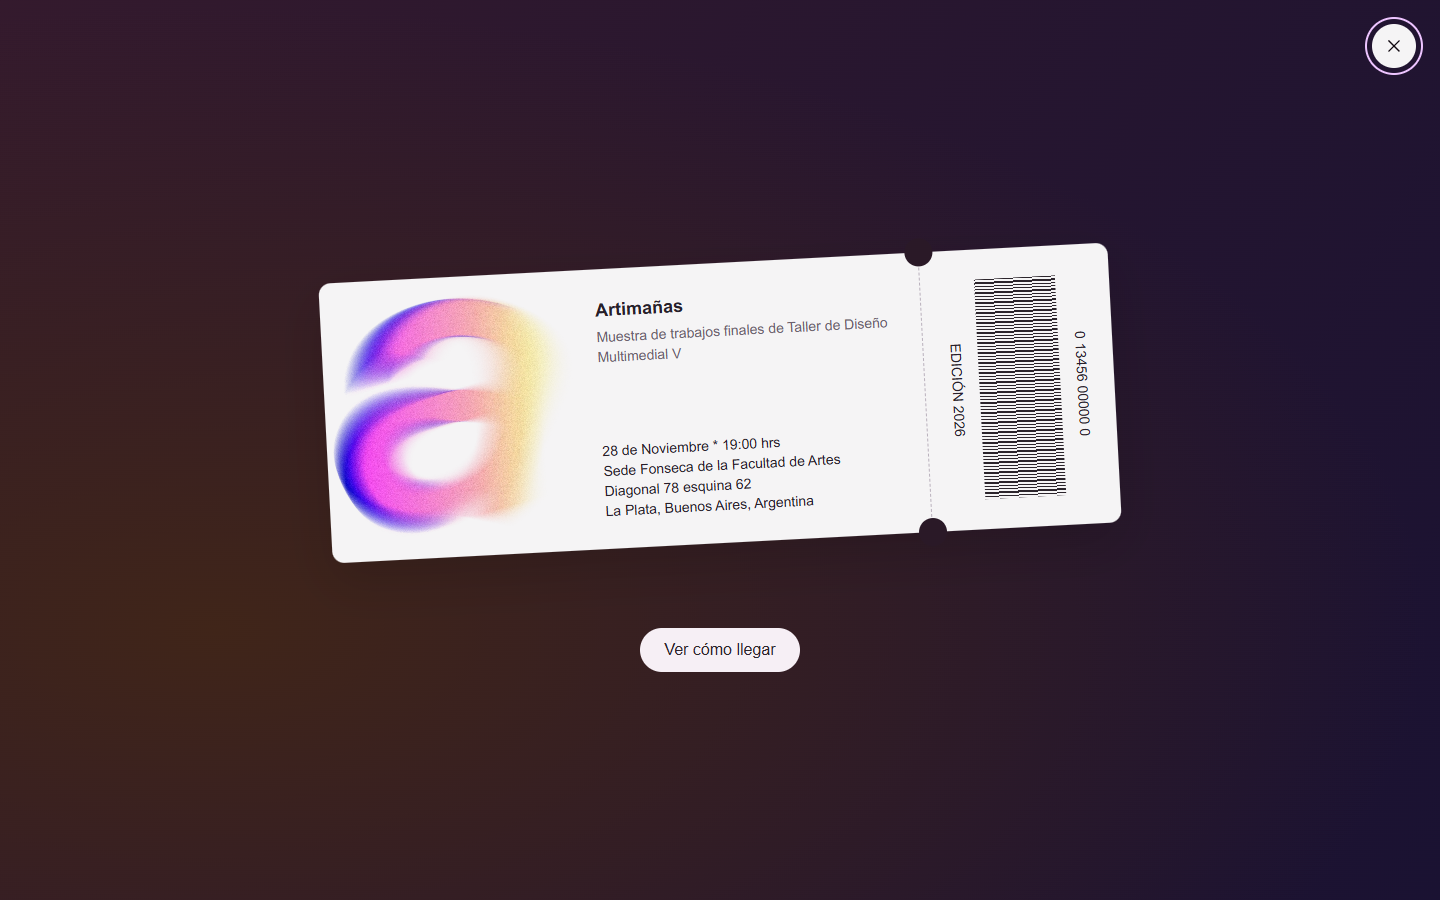 a
Artimañas
Muestra de trabajos finales de Taller de Diseño
Multimedial V
28 de Noviembre * 19:00 hrs
Sede Fonseca de la Facultad de Artes
Diagonal 78 esquina 62
La Plata, Buenos Aires, Argentina
EDICIÓN 2026
0 13456 00000 0
Ver cómo llegar